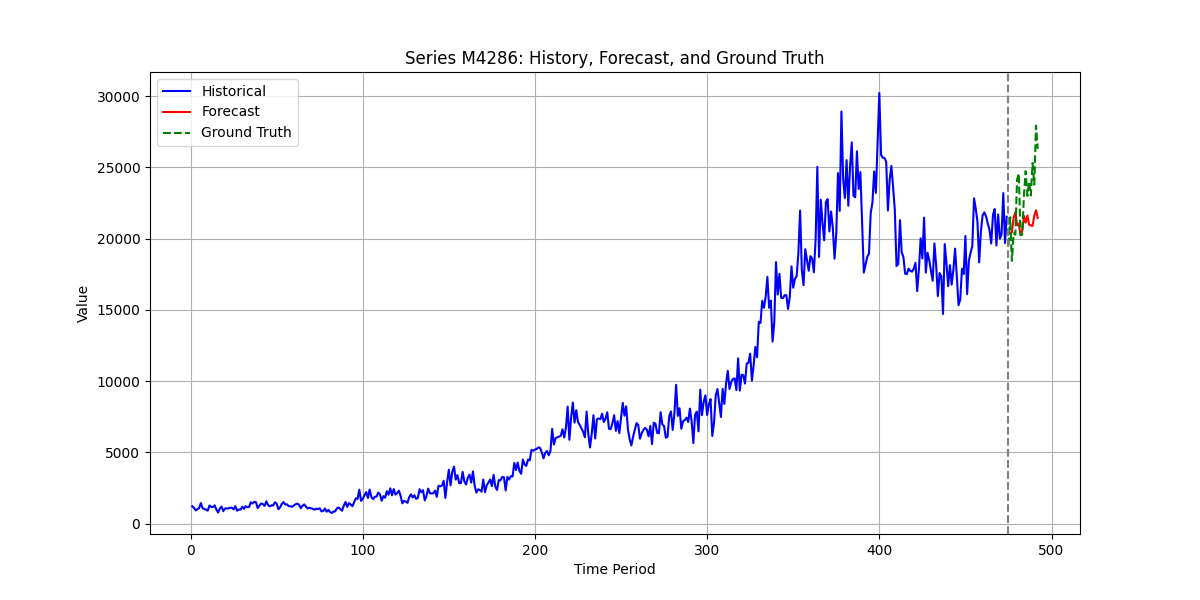 Series M4286: History, Forecast, and Ground Truth
Historical
Forecast
Ground Truth
30000
25000
20000
15000
10000
5000
0
Value
0 100 200 300 400 500
Time Period